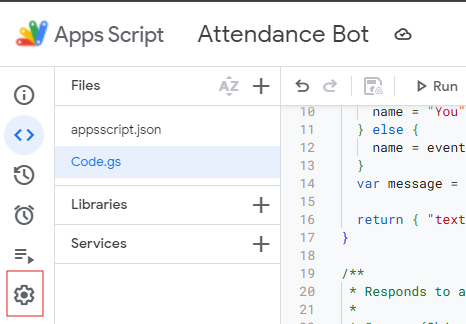 Apps Script
Attendance Bot
Files
AZ
Run
appsscript.json
Code.gs
Libraries
Services
10 name = "You"
11 } else {
12 name = event
13 }
14 var message =
15
16 return { "text
17 }
18
19 /**
20 * Responds to a
21 *